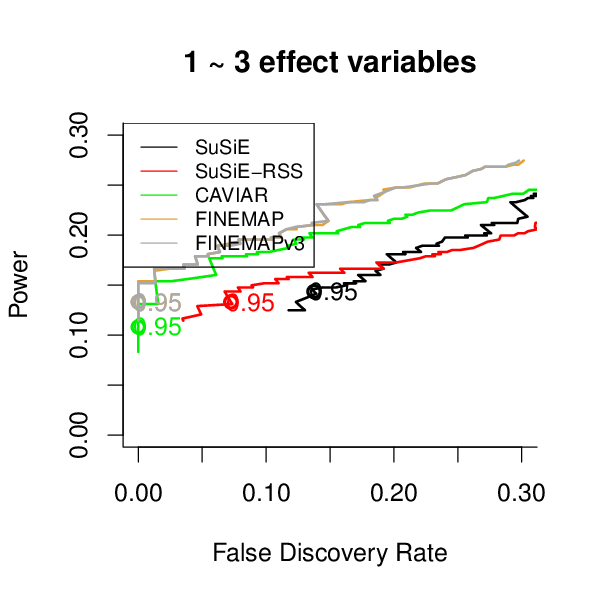 1 ~ 3 effect variables
SuSiE
SuSiE−RSS
CAVIAR
FINEMAP
FINEMAPv3
0.95
0.95
0.95
0.95
0.30
0.20
0.10
0.00
Power
0.00 0.10 0.20 0.30
False Discovery Rate